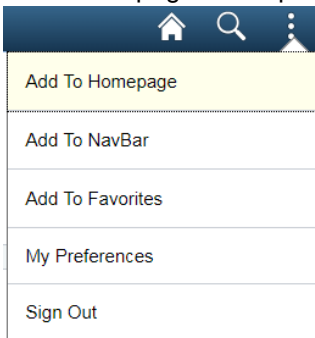 Add To Homepage
Add To NavBar
Add To Favorites
My Preferences
Sign Out